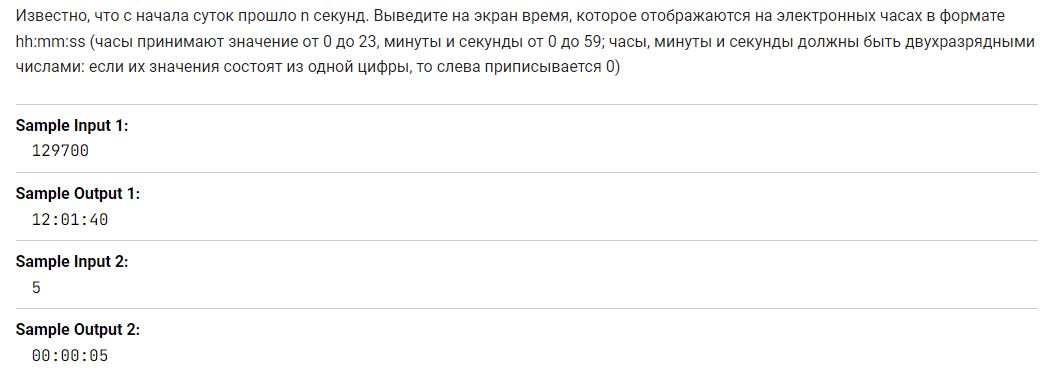 Известно, что с начала суток прошло n секунд. Выведите на экран время, которое отображаются на электронных часах в формате
hh:mm:ss (часы принимают значение от 0 до 23, минуты и секунды от 0 до 59; часы, минуты и секунды должны быть двухразрядными
числами: если их значения состоят из одной цифры, то слева приписывается 0)
Sample Input 1:
129700
Sample Output 1:
12:01:40
Sample Input 2:
5
Sample Output 2:
00:00:05